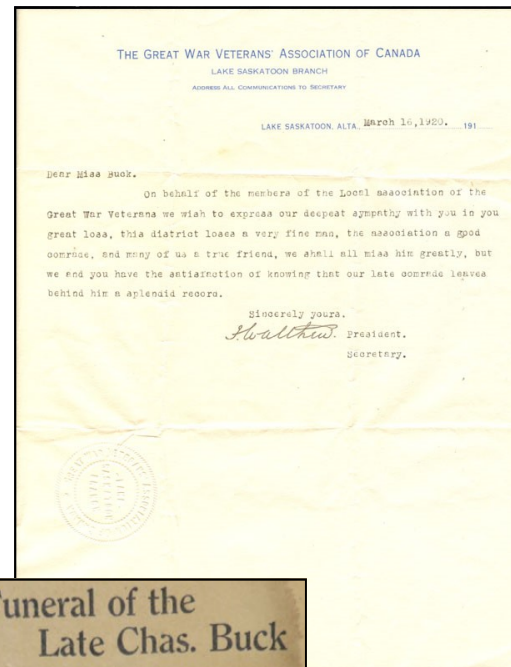 THE GREAT WAR VETERANS' ASSOCIATION OF CANADA
LAKE SASKATOON BRANCH
ADDRESS ALL COMMUNICATIONS TO SECRETARY
LAKE SASKATOON, ALTA., March 16,1920. 191
Dear Miss Buck.
On behalf of the members of the Local association of the
Great War Veterans we wish to express our deepest sympathy with you in you
great loss, this district loses a very fine man, the association a good
comrade, and many of us a true friend, we shall all miss him greatly, but
we and you have the satisfaction of knowing that our late comrade leaves
behind him a splendid record.
Sincerely yours.
President.
Secretary.
Funeral of the
Late Chas. Buck